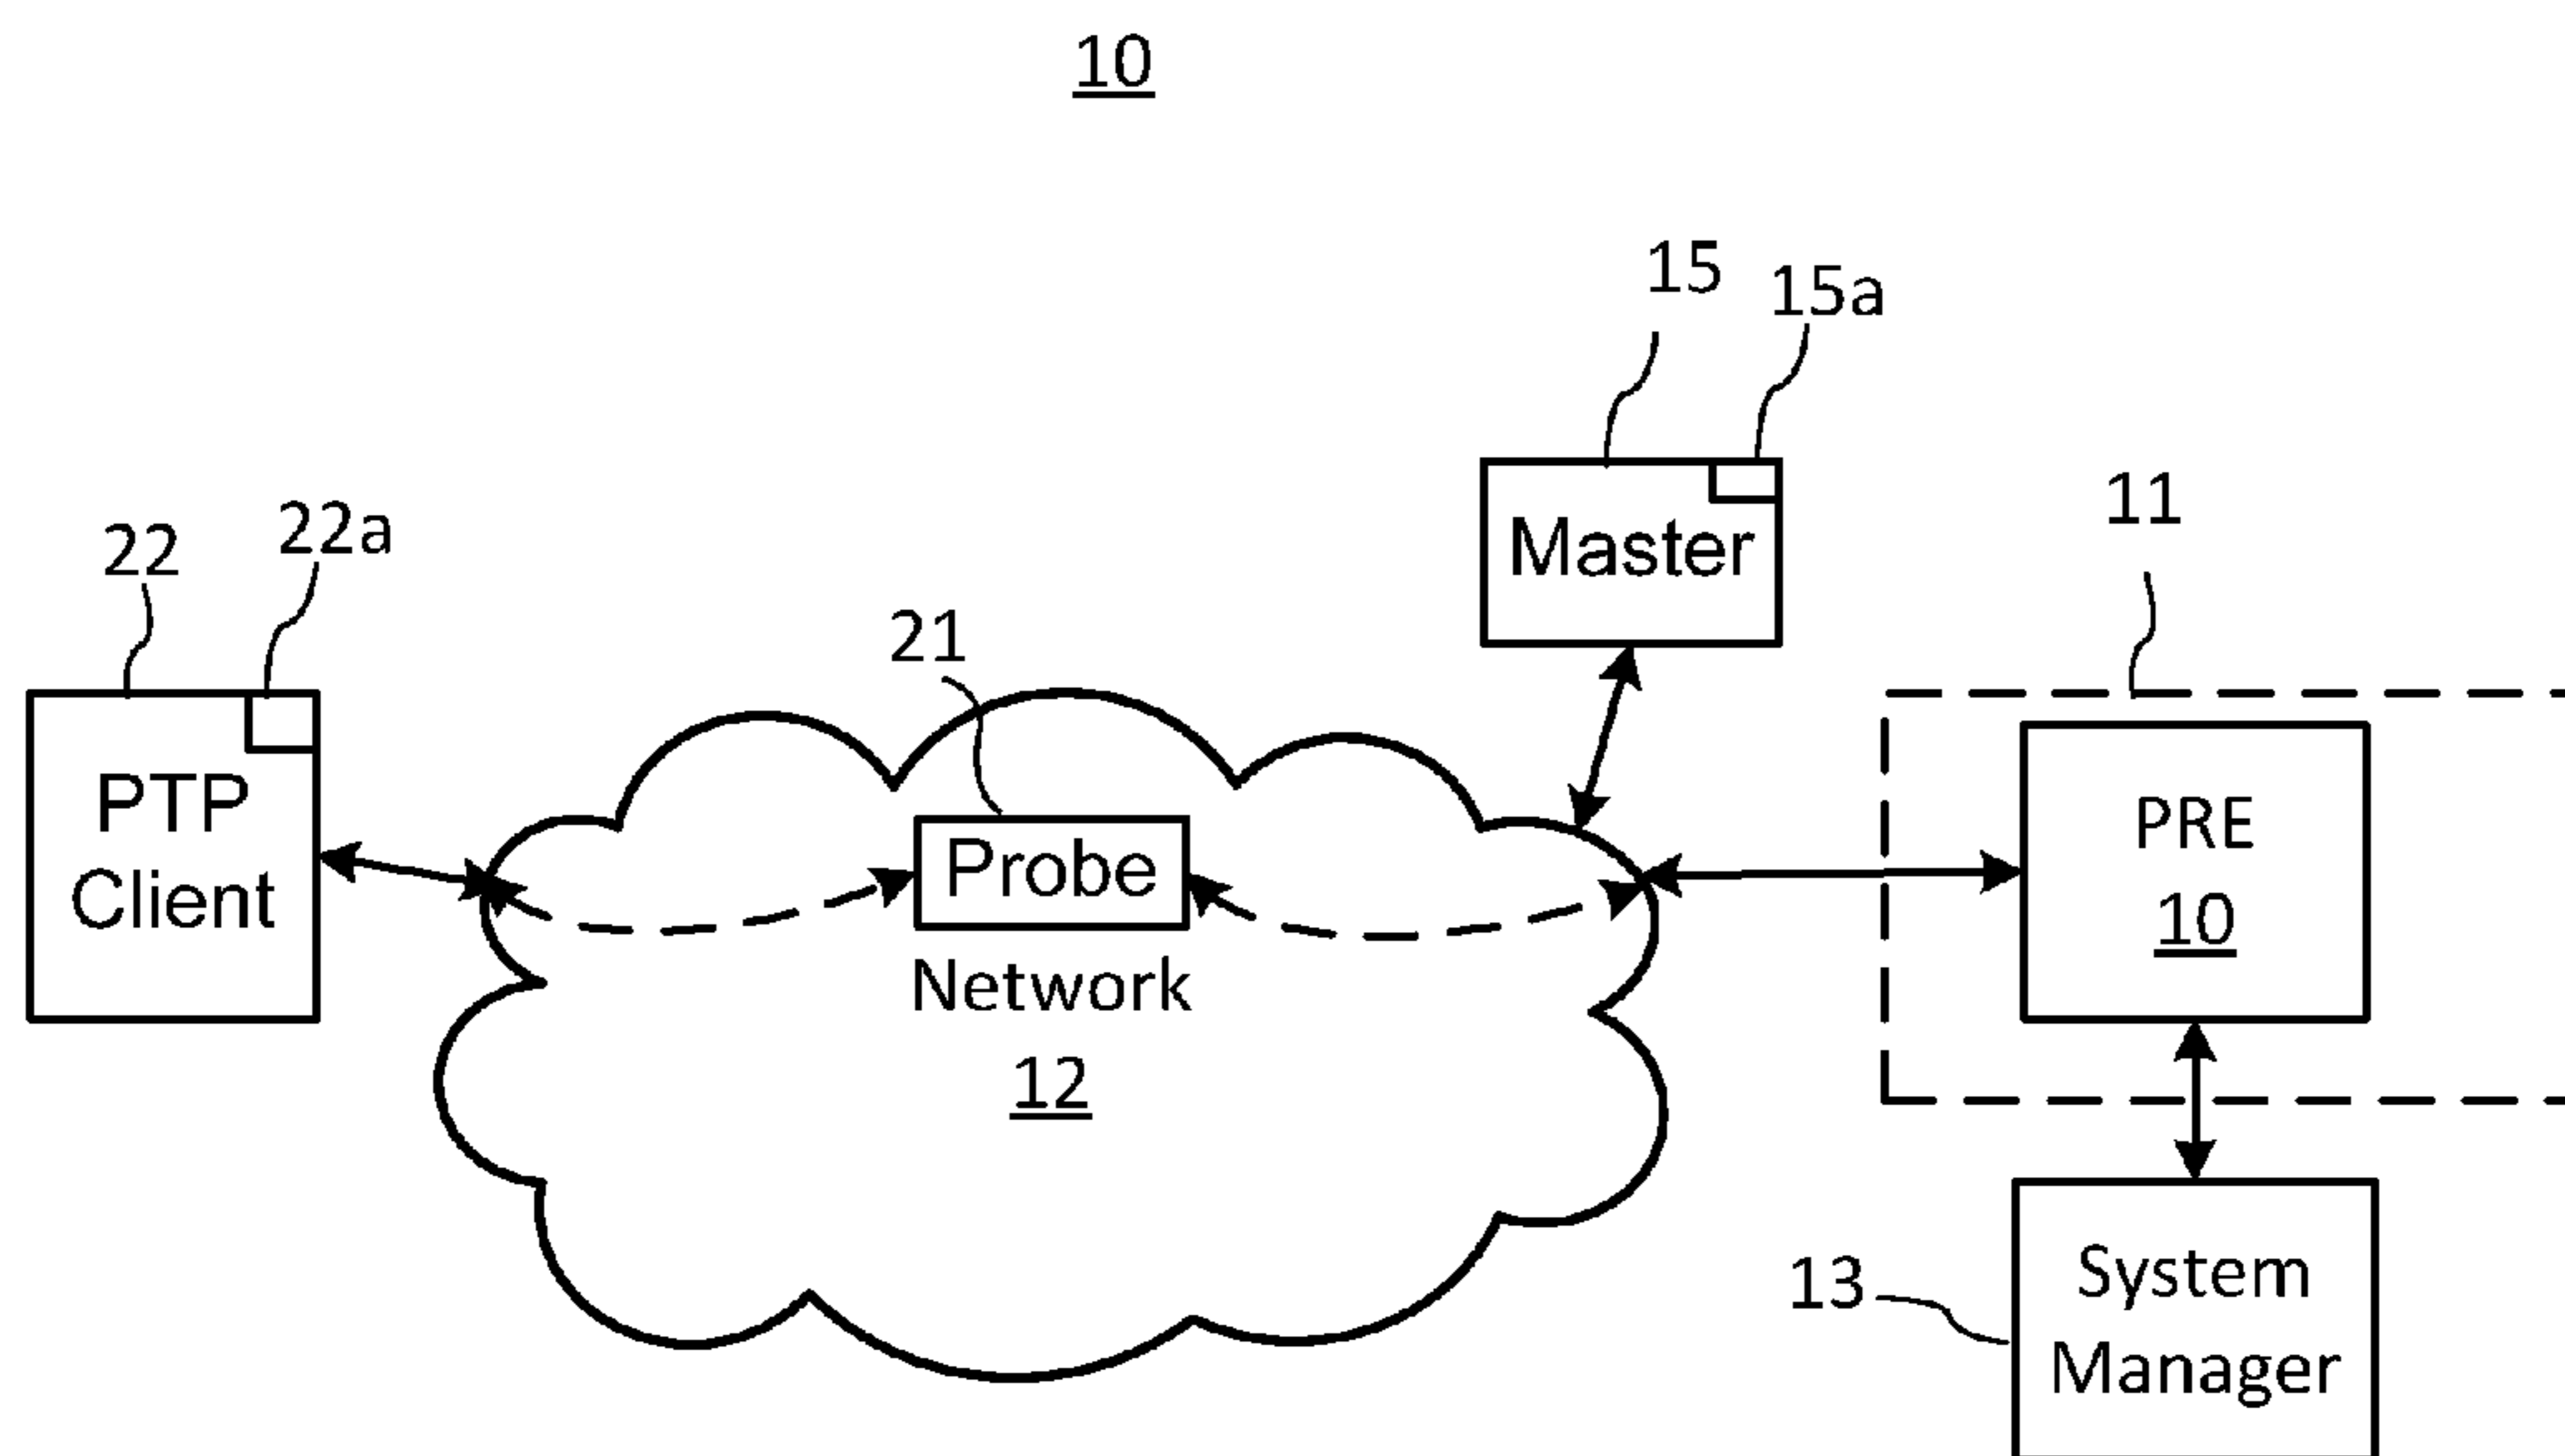 10
15
15a
Master
11
22
22a
21
PTP
Client
Probe
Network
12
PRE
10
13
System
Manager